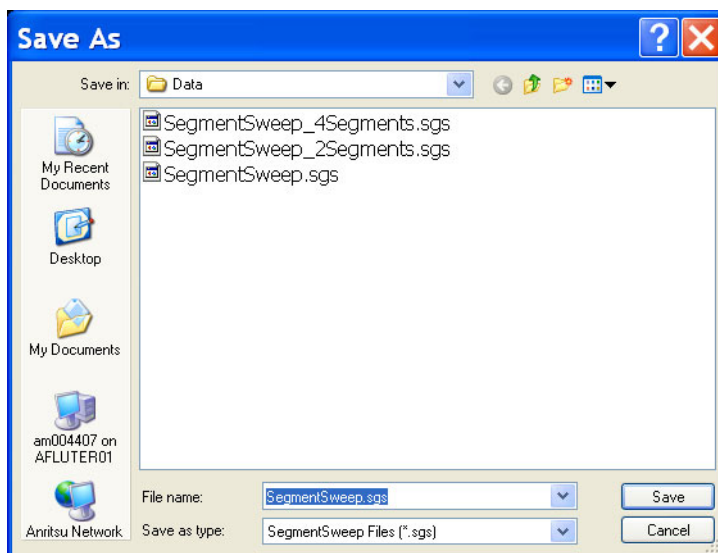 Save As
Save in:
Data
SegmentSweep_4Segments.sgs
SegmentSweep_2Segments.sgs
SegmentSweep.sgs
My Recent
Documents
Desktop
My Documents
am004407 on
AFLUTER01
Anritsu Network
File name:
SegmentSweep.sgs
Save
Save as type:
SegmentSweep Files (*.sgs)
Cancel